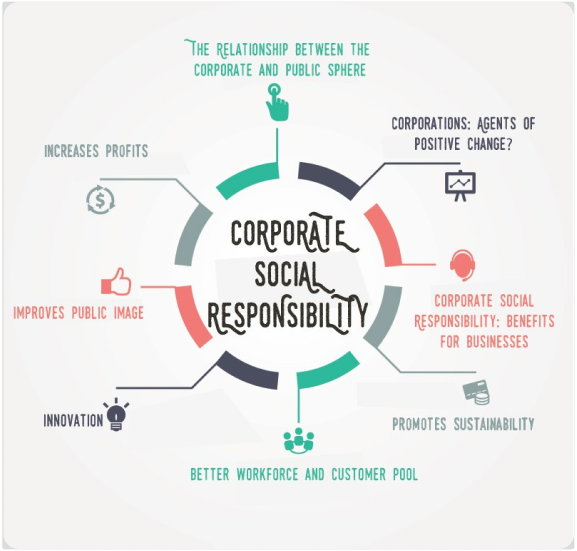 THE RELATIONSHIP BETWEEN THE
CORPORATE AND PUBLIC SPHERE
CORPORATIONS: AGENTS OF
POSITIVE CHANGE?
INCREASES PROFITS
$
CORPORATE
SOCIAL
RESPONSIBILITY
CORPORATE SOCIAL
RESPONSIBILITY: BENEFITS
FOR BUSINESSES
IMPROVES PUBLIC IMAGE
PROMOTES SUSTAINABILITY
INNOVATION
BETTER WORKFORCE AND CUSTOMER POOL